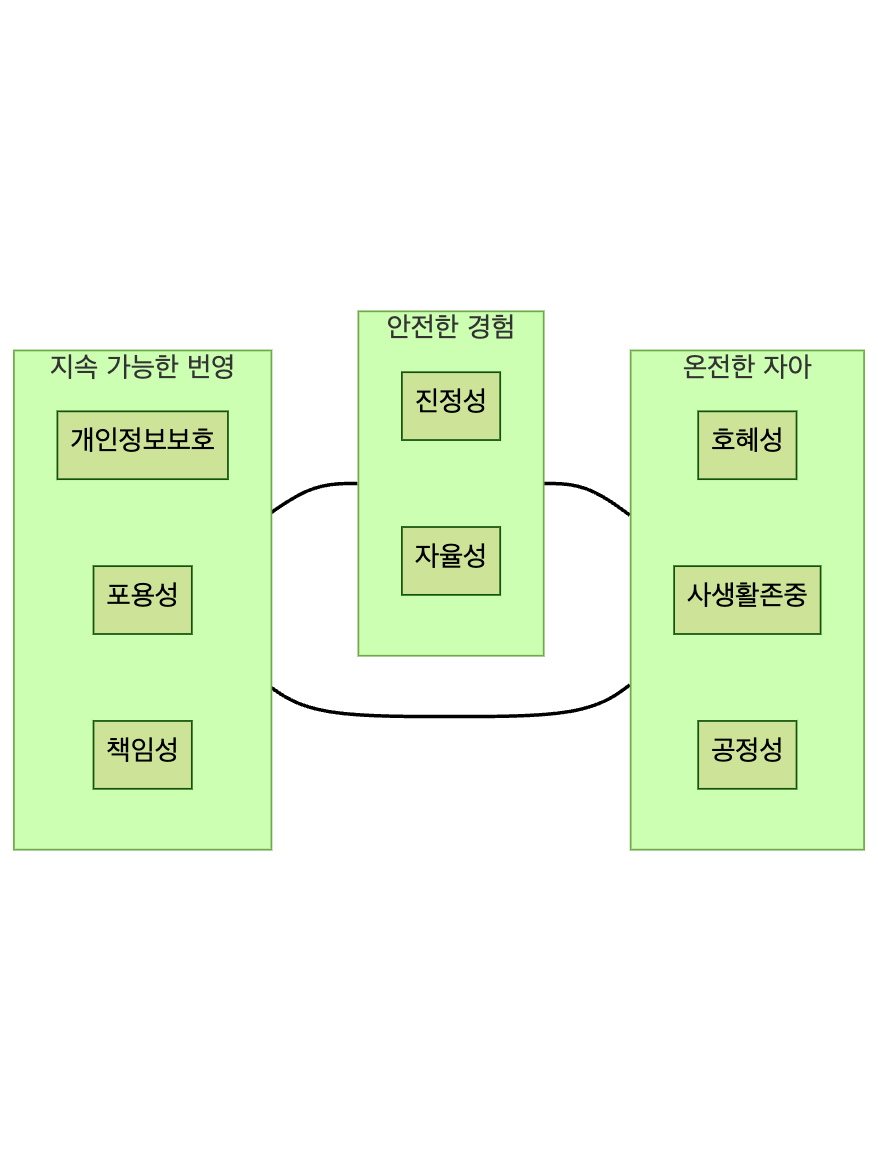 지속 가능한 번영
개인정보보호
포용성
책임성
안전한 경험
진정성
자율성
온전한 자아
호혜성
사생활존중
공정성